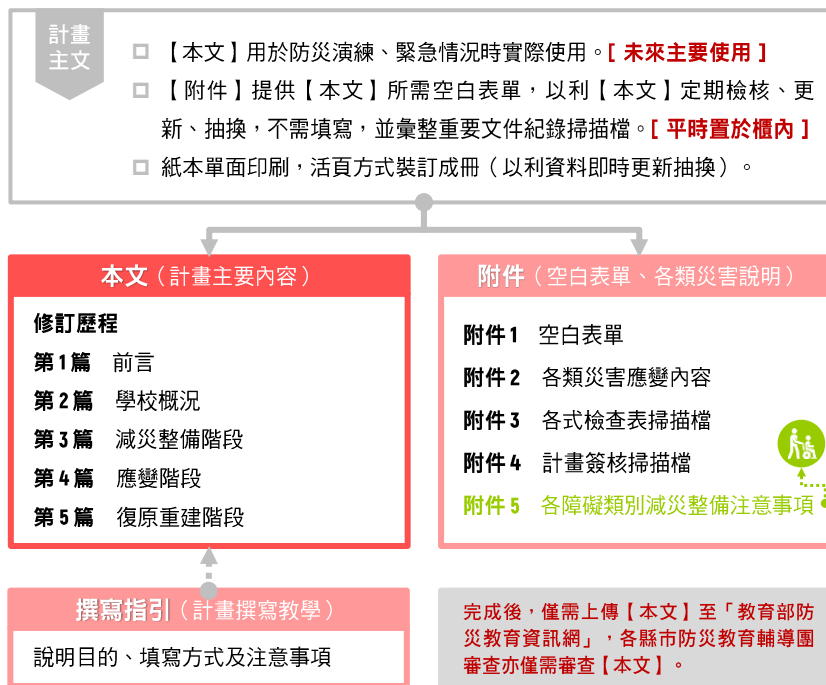 計畫
主文
【本文】用於防災演練、緊急情況時實際使用。[ 未來主要使用 ]
【附件】提供【本文】所需空白表單，以利【本文】定期檢核、更
新、抽換，不需填寫，並彙整重要文件紀錄掃描檔。[ 平時置於櫃內 ]
紙本單面印刷，活頁方式裝訂成冊（以利資料即時更新抽換）。
本文（計畫主要內容）
修訂歷程
第1篇 前言
第2篇 學校概況
第3篇 減災整備階段
第4篇 應變階段
第5篇 復原重建階段
附件（空白表單、各類災害說明）
附件1 空白表單
附件2 各類災害應變內容
附件3 各式檢查表掃描檔
附件4 計畫簽核掃描檔
附件5 各障礙類別減災整備注意事項
撰寫指引（計畫撰寫教學）
說明目的、填寫方式及注意事項
完成後，僅需上傳【本文】至「教育部防
災教育資訊網」，各縣市防災教育輔導團
審查亦僅需審查【本文】。